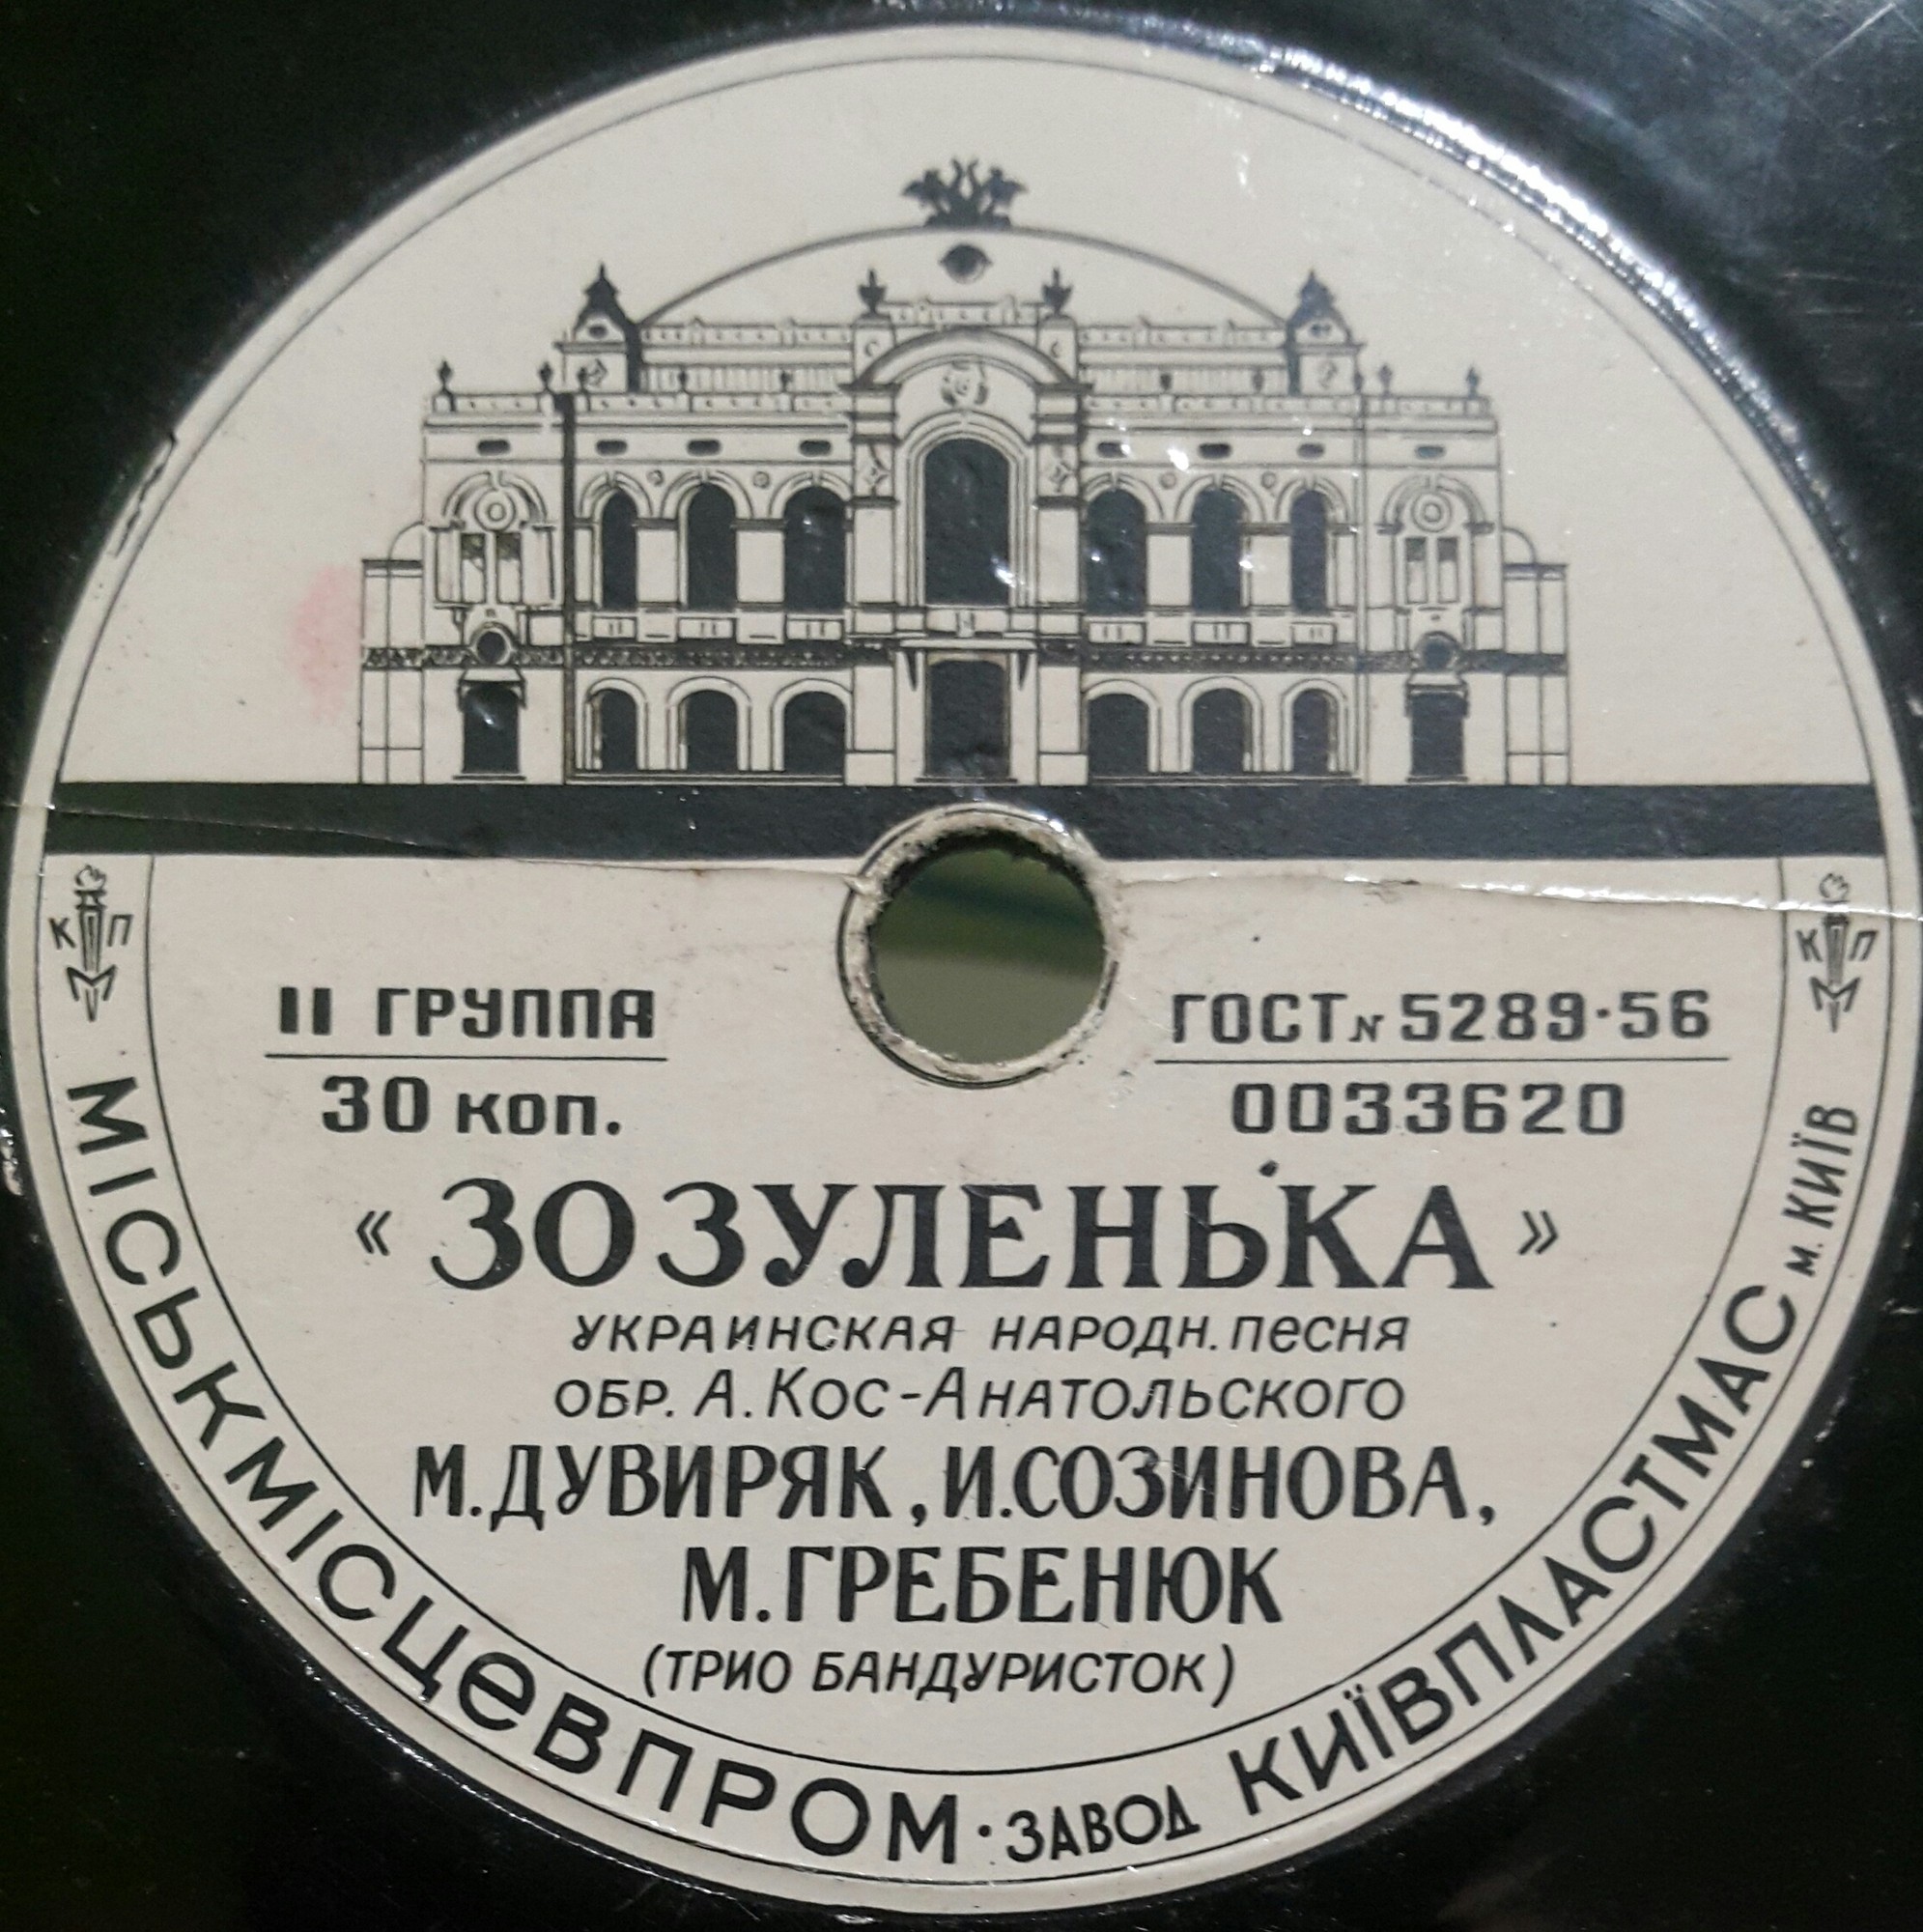 К П
М
К П
М
II ГРУППА
30 коп.
ГОСТ N 5289·56
0033620
« ЗОЗУЛЕНЬКА »
УКРАИНСКАЯ НАРОДН. ПЕСНЯ
ОБР. А. КОС-АНАТОЛЬСКОГО
М. ДУВИРЯК, И. СОЗИНОВА,
М. ГРЕБЕНЮК
(ТРИО БАНДУРИСТОК)
МІСЬКМІСЦЕВПРОМ · ЗАВОД КИЇВПЛАСТМАС м. КИЇВ